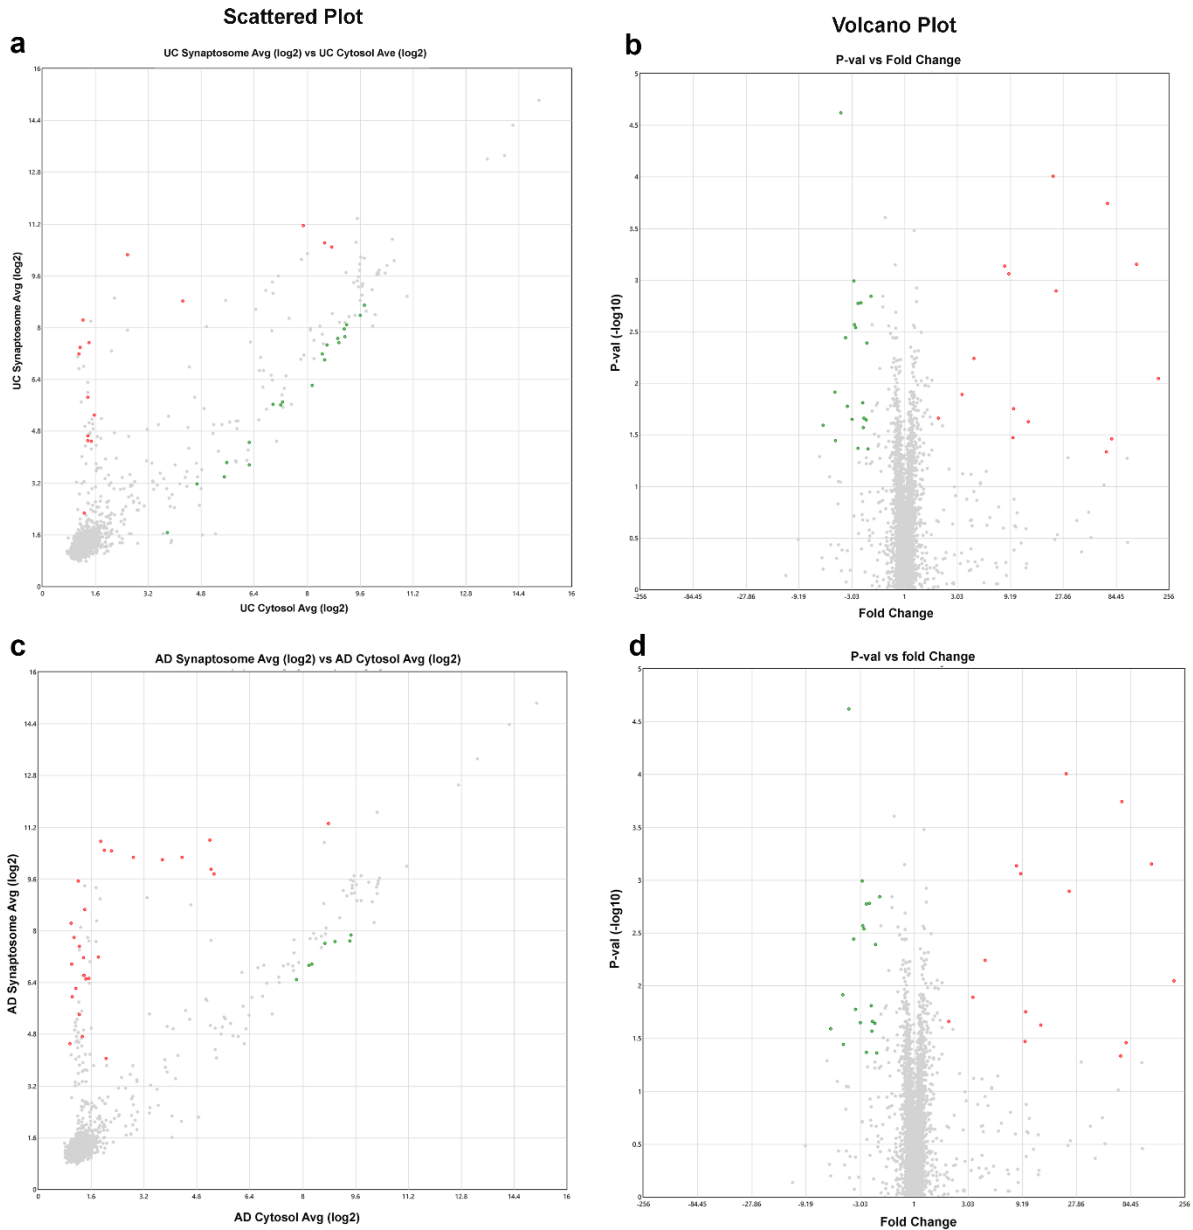 Scattered Plot
Volcano Plot
a
UC Synaptosome Avg (log2) vs UC Cytosol Ave (log2)
16
14.4
12.8
11.2
9.6
8
6.4
4.8
3.2
1.6
0
UC Synaptosome Avg (log2)
0 1.6 3.2 4.8 6.4 8 9.6 11.2 12.8 14.4 16
UC Cytosol Avg (log2)
b
P-val vs Fold Change
5
4.5
4
3.5
3
2.5
2
1.5
1
0.5
0
P-val (-log10)
-256 -84.45 -27.86 -9.19 -3.03 1 3.03 9.19 27.86 84.45 256
Fold Change
c
AD Synaptosome Avg (log2) vs AD Cytosol Avg (log2)
16
14.4
12.8
11.2
9.6
8
6.4
4.8
3.2
1.6
0
AD Synaptosome Avg (log2)
0 1.6 3.2 4.8 6.4 8 9.6 11.2 12.8 14.4 16
AD Cytosol Avg (log2)
d
P-val vs fold Change
5
4.5
4
3.5
3
2.5
2
1.5
1
0.5
0
P-val (-log10)
-256 -84.45 -27.86 -9.19 -3.03 1 3.03 9.19 27.86 84.45 256
Fold Change